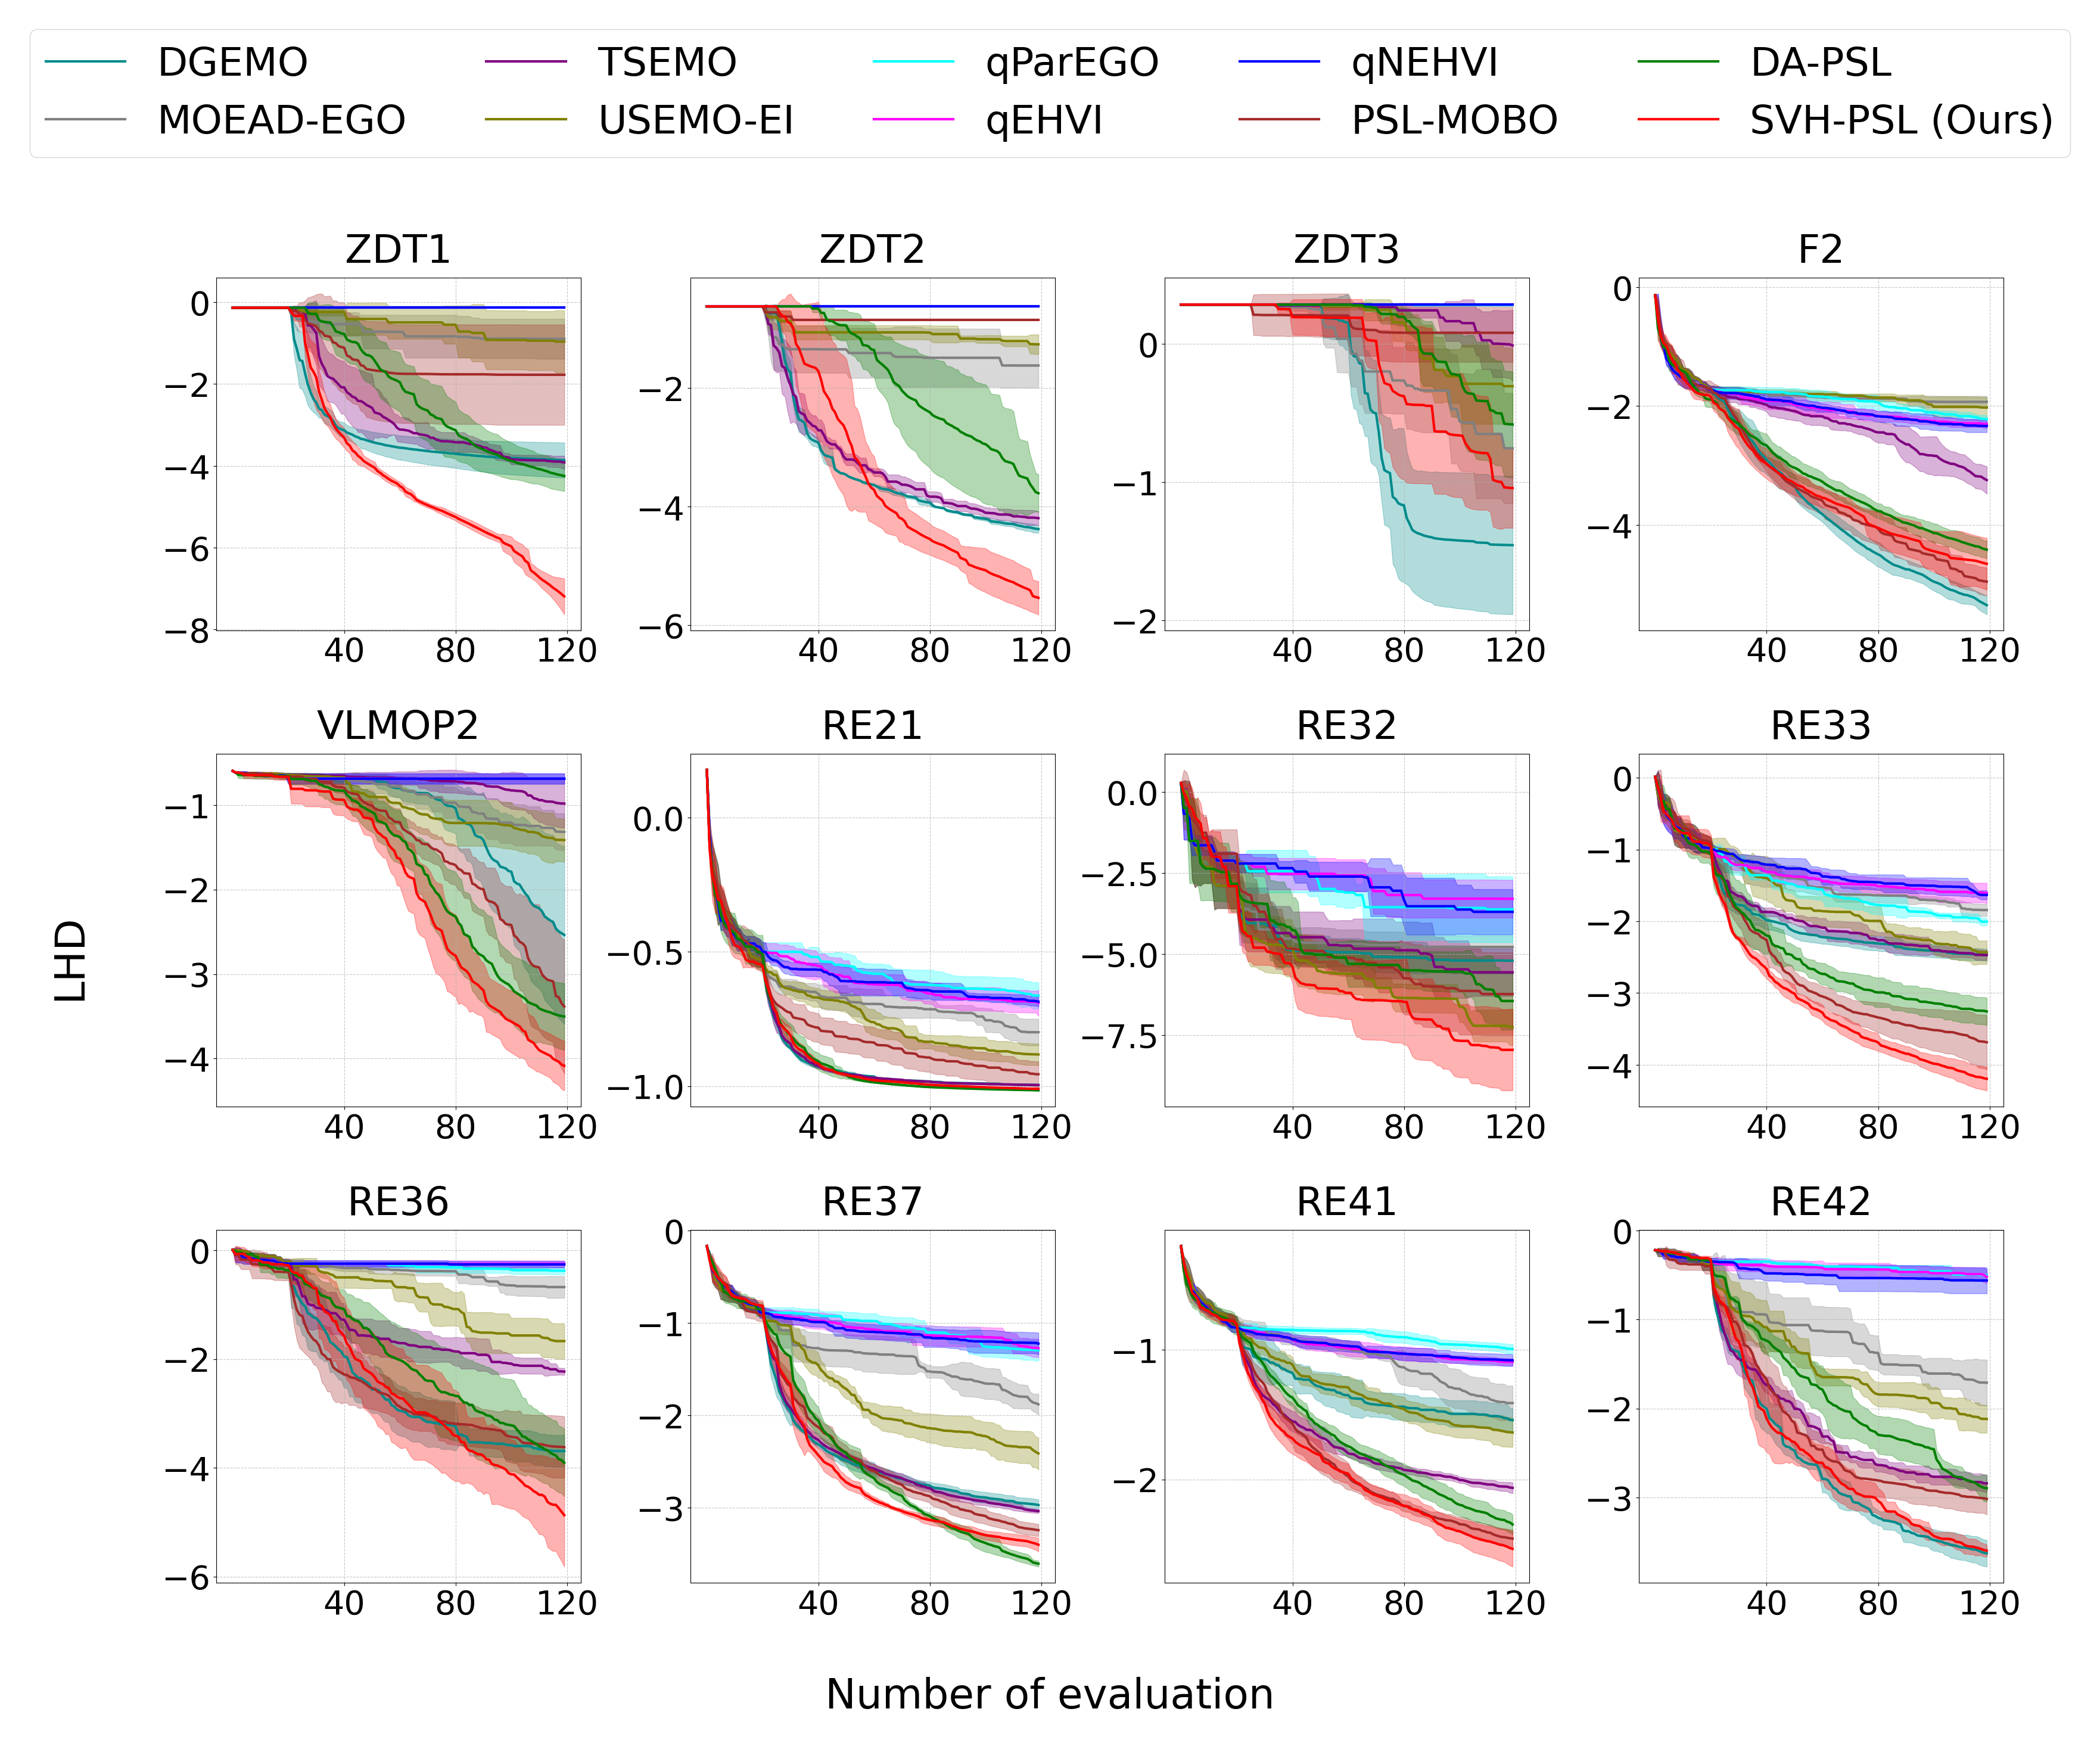 DGEMO TSEMO qParEGO qNEHVI DA-PSL
MOEAD-EGO USEMO-EI qEHVI PSL-MOBO SVH-PSL (Ours)
ZDT1 ZDT2 ZDT3 F2
0 −2 −4 −6 −8
40 80 120
−2 −4 −6
40 80 120
0 −1 −2
40 80 120
0 −2 −4
40 80 120
VLMOP2 RE21 RE32 RE33
−1 −2 −3 −4
40 80 120
0.0 −0.5 −1.0
40 80 120
0.0 −2.5 −5.0 −7.5
40 80 120
0 −1 −2 −3 −4
40 80 120
LHD
RE36 RE37 RE41 RE42
0 −2 −4 −6
40 80 120
0 −1 −2 −3
40 80 120
−1 −2
40 80 120
0 −1 −2 −3
40 80 120
Number of evaluation